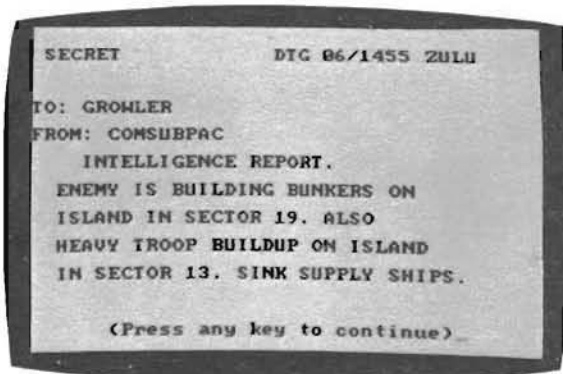 SECRET DTG 06/1455 ZULU
TO: GROWLER
FROM: COMSUBPAC
INTELLIGENCE REPORT.
ENEMY IS BUILDING BUNKERS ON
ISLAND IN SECTOR 19. ALSO
HEAVY TROOP BUILDUP ON ISLAND
IN SECTOR 13. SINK SUPPLY SHIPS.
(Press any key to continue)_